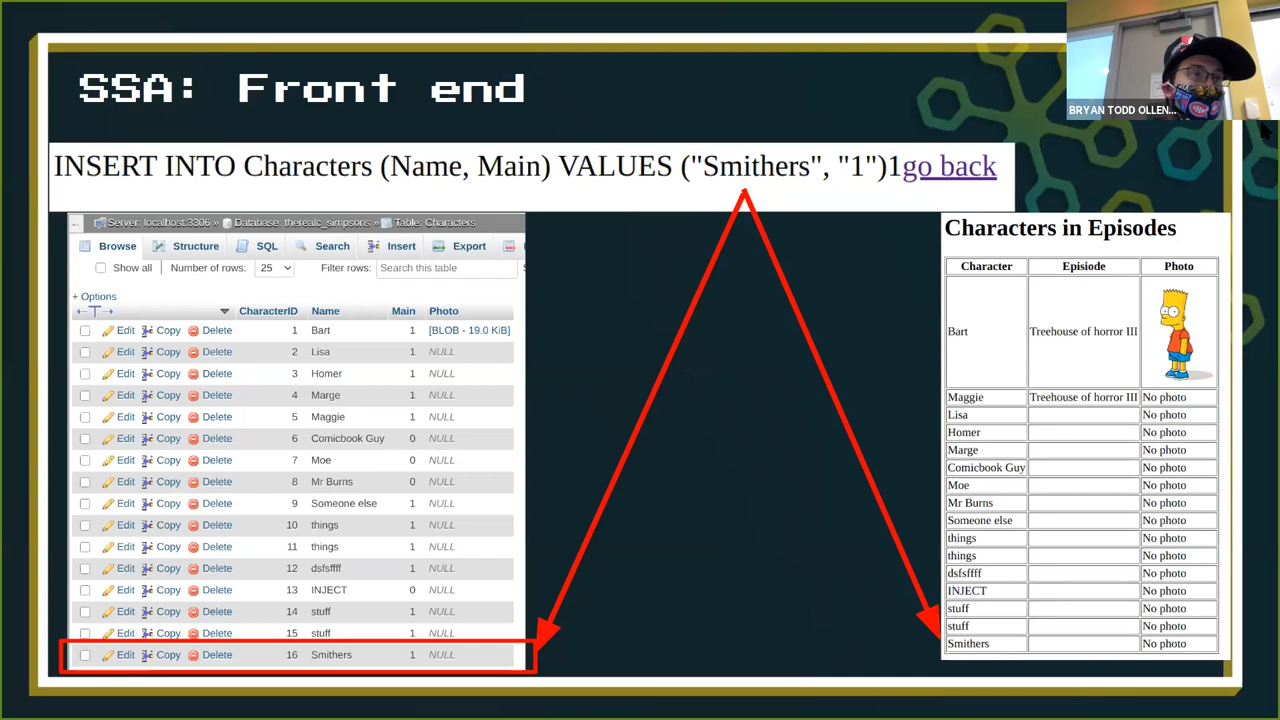 SSA: Front end
BRYAN TODD OLLEN...
INSERT INTO Characters (Name, Main) VALUES ("Smithers", "1")1go back
Server: localhost:3306 » Database: therealc_simpsons » Table: Characters
Browse Structure SQL Search Insert Export
Show all Number of rows: 25 Filter rows: Search this table
+ Options
CharacterID Name Main Photo
Edit Copy Delete 1 Bart 1 [BLOB - 19.0 KiB]
Edit Copy Delete 2 Lisa 1 NULL
Edit Copy Delete 3 Homer 1 NULL
Edit Copy Delete 4 Marge 1 NULL
Edit Copy Delete 5 Maggie 1 NULL
Edit Copy Delete 6 Comicbook Guy 0 NULL
Edit Copy Delete 7 Moe 0 NULL
Edit Copy Delete 8 Mr Burns 0 NULL
Edit Copy Delete 9 Someone else 1 NULL
Edit Copy Delete 10 things 1 NULL
Edit Copy Delete 11 things 1 NULL
Edit Copy Delete 12 dsfsffff 1 NULL
Edit Copy Delete 13 INJECT 0 NULL
Edit Copy Delete 14 stuff 1 NULL
Edit Copy Delete 15 stuff 1 NULL
Edit Copy Delete 16 Smithers 1 NULL
Characters in Episodes
Character Episiode Photo
Bart Treehouse of horror III
Maggie Treehouse of horror III No photo
Lisa No photo
Homer No photo
Marge No photo
Comicbook Guy No photo
Moe No photo
Mr Burns No photo
Someone else No photo
things No photo
things No photo
dsfsffff No photo
INJECT No photo
stuff No photo
stuff No photo
Smithers No photo